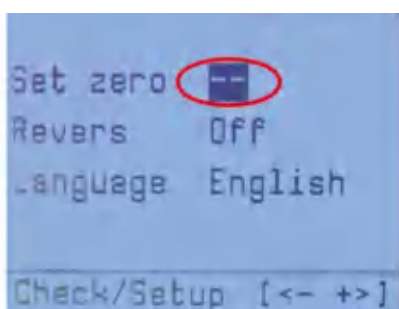 Set zero --
Revers Off
Language English
Check/Setup [<- +>]